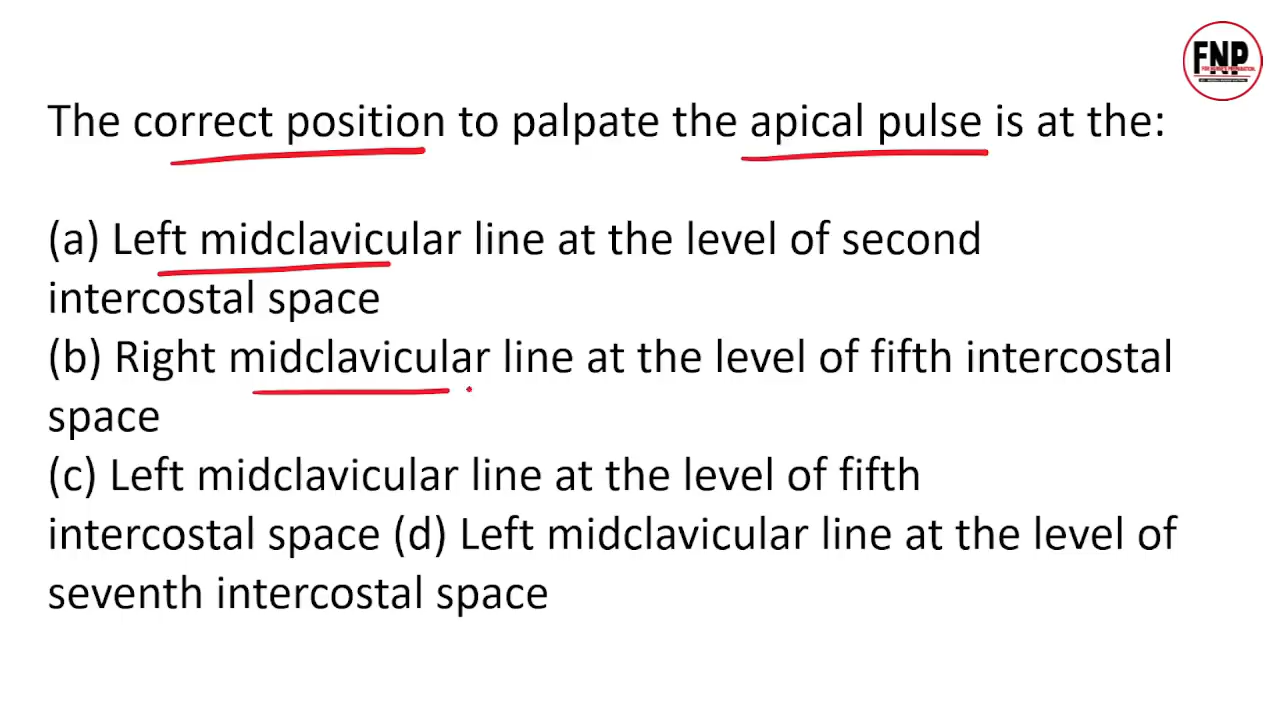 FNP
The correct position to palpate the apical pulse is at the:
(a) Left midclavicular line at the level of second
intercostal space
(b) Right midclavicular line at the level of fifth intercostal
space
(c) Left midclavicular line at the level of fifth
intercostal space (d) Left midclavicular line at the level of
seventh intercostal space